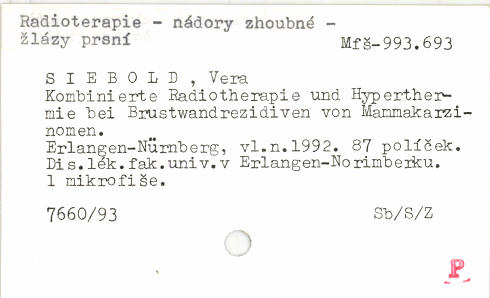 Radioterapie - nádory zhoubné -
žlázy prsní
Mfš-993.693
S I E B O L D , Vera
Kombinierte Radiotherapie und Hyperther-
mie bei Brustwandrezidiven von Mammakarzi-
nomen.
Erlangen-Nürnberg, vl.n.1992. 87 políček.
Dis.lék.fak.univ.v Erlangen-Norimberku.
1 mikrofiše.
7660/93
Sb/S/Z
P